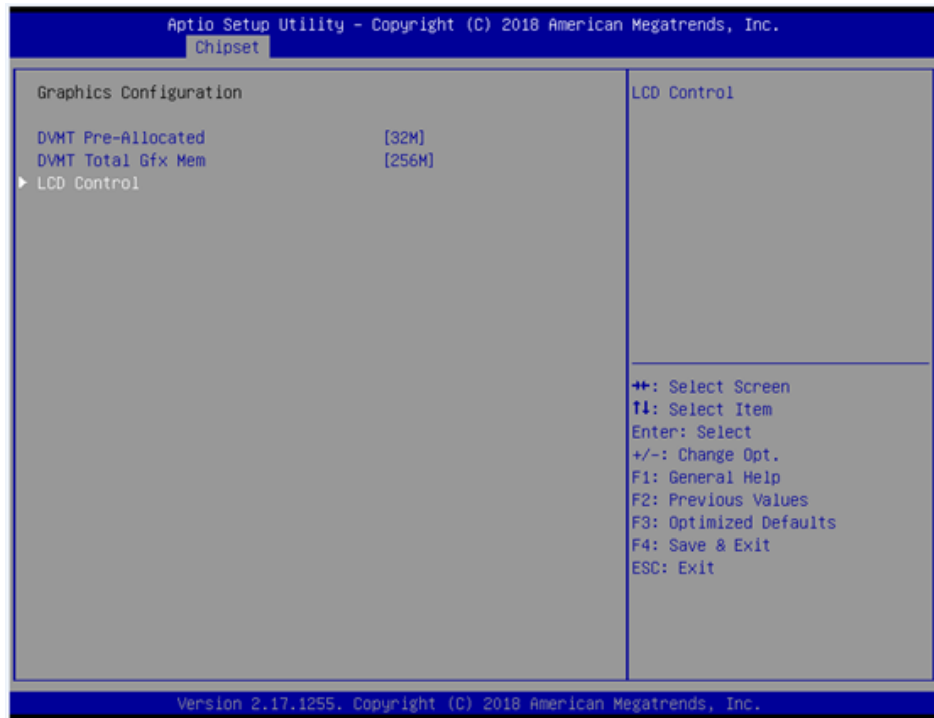 Aptio Setup Utility – Copyright (C) 2018 American Megatrends, Inc.
Chipset
Graphics Configuration
DVMT Pre-Allocated [32M]
DVMT Total Gfx Mem [256M]
▶ LCD Control
LCD Control
→←: Select Screen
↑↓: Select Item
Enter: Select
+/-: Change Opt.
F1: General Help
F2: Previous Values
F3: Optimized Defaults
F4: Save & Exit
ESC: Exit
Version 2.17.1255. Copyright (C) 2018 American Megatrends, Inc.